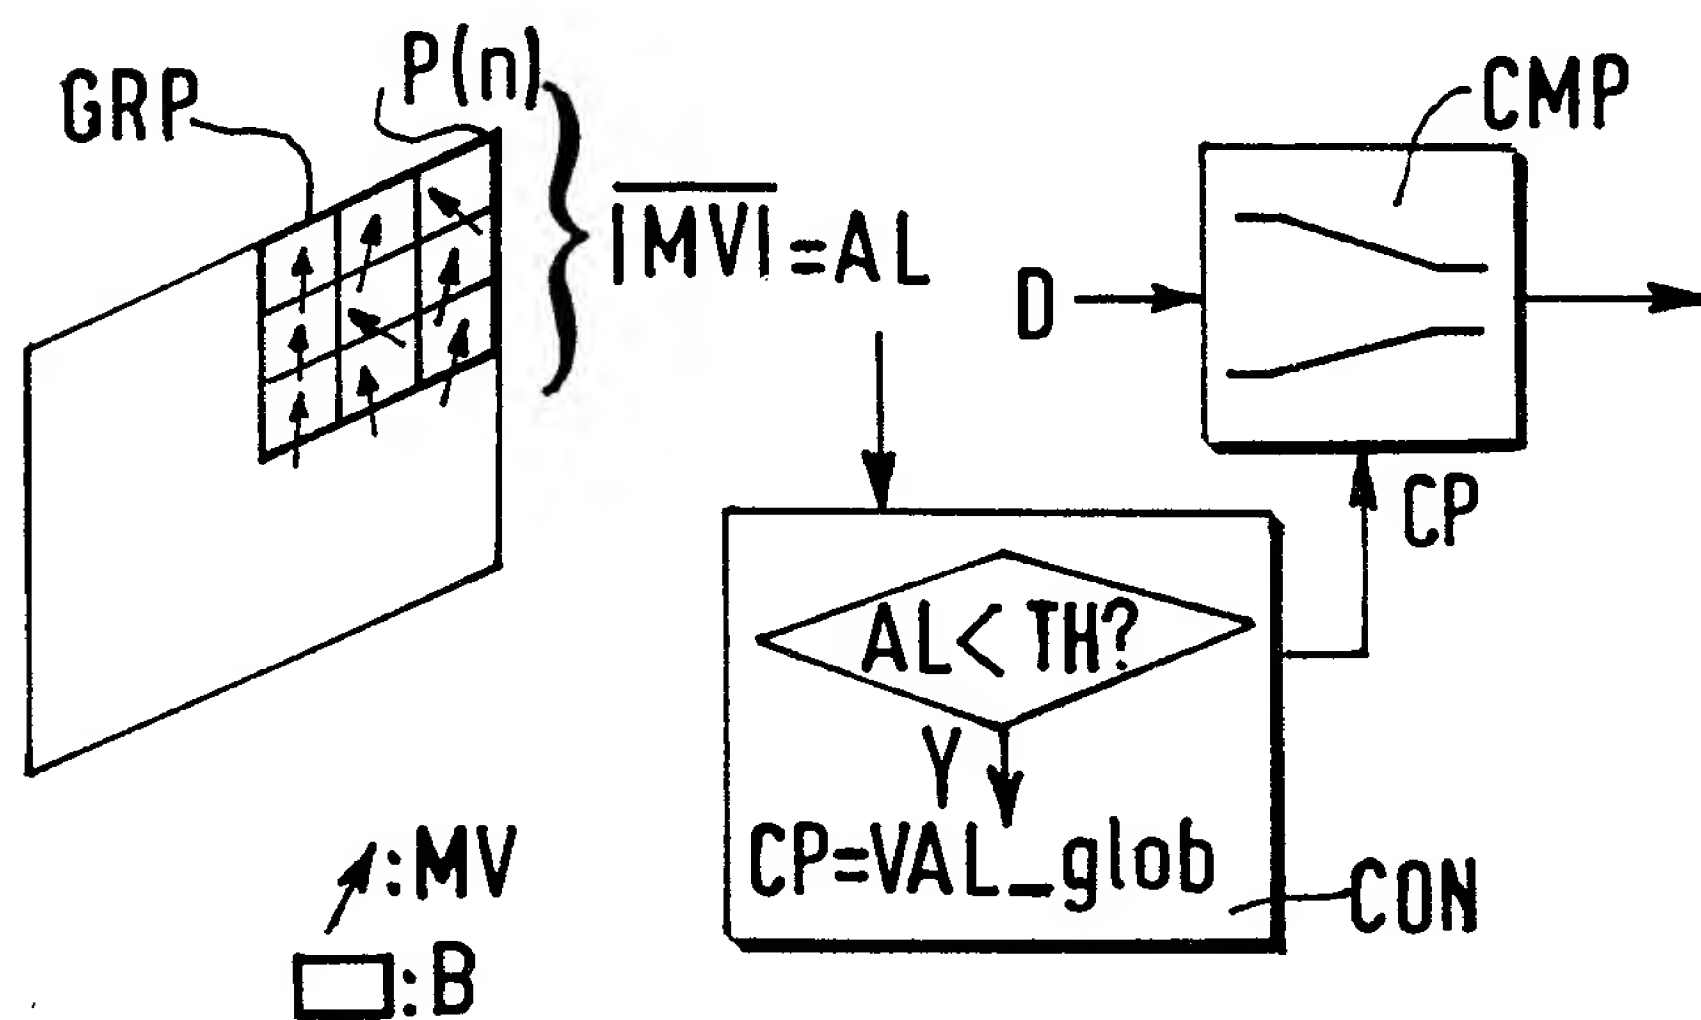 GRP
P(n)
|MV| = AL
D
CMP
CP
AL < TH?
Y
CP=VAL_glob
CON
:MV
:B